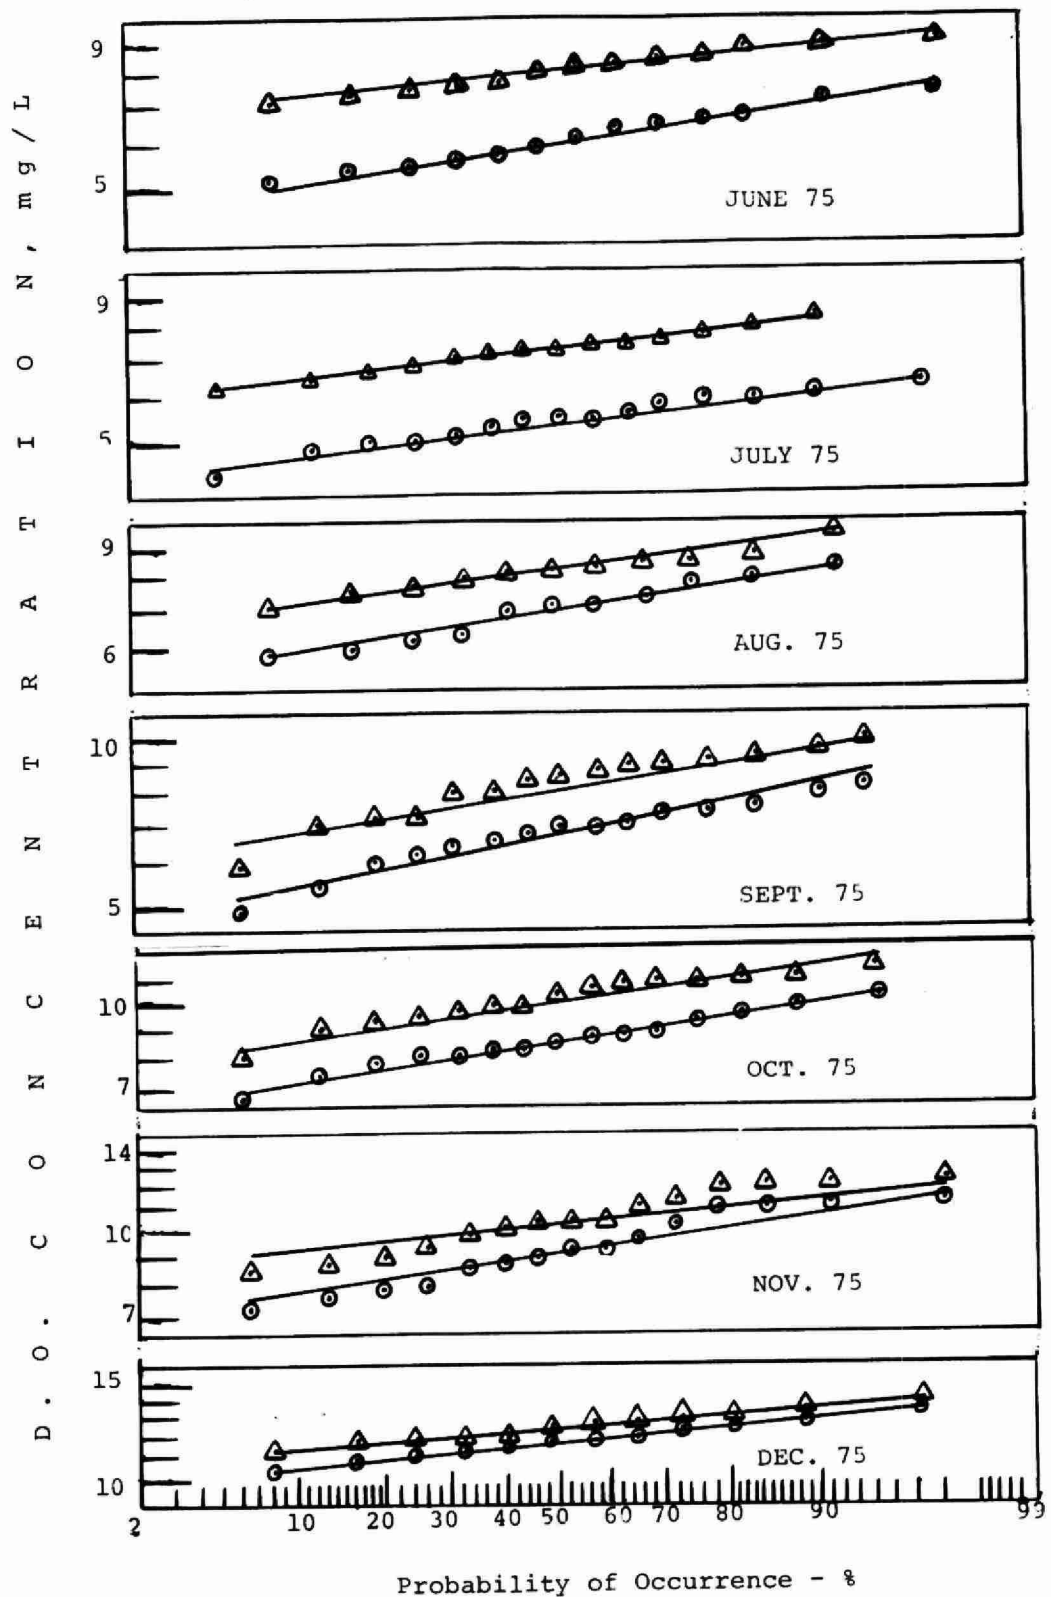 D.O. CONCENTRATION, mg/L
9
5
JUNE 75
9
5
JULY 75
9
6
AUG. 75
10
5
SEPT. 75
10
7
OCT. 75
14
10
7
NOV. 75
15
10
DEC. 75
2 10 20 30 40 50 60 70 80 90 99
Probability of Occurrence - %